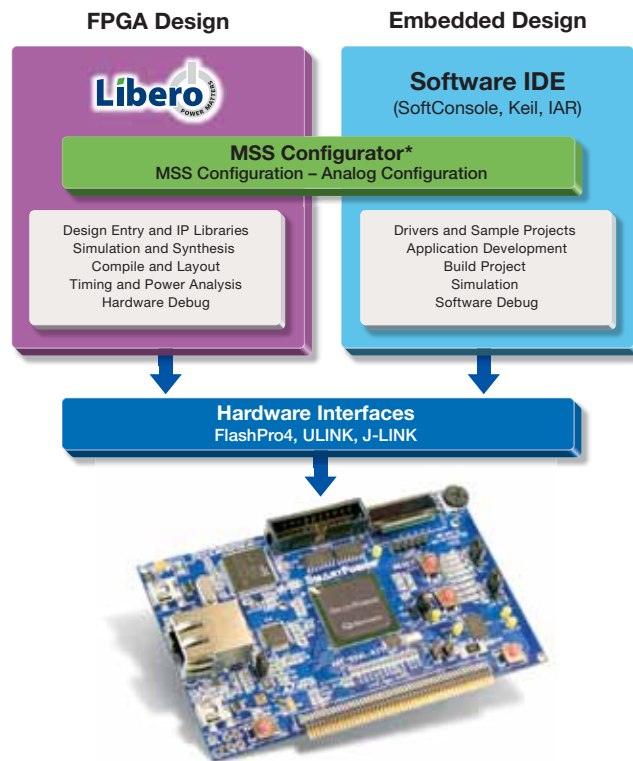 FPGA Design
Embedded Design
Libero
POWER MATTERS
Software IDE
(SoftConsole, Keil, IAR)
MSS Configurator*
MSS Configuration – Analog Configuration
Design Entry and IP Libraries
Simulation and Synthesis
Compile and Layout
Timing and Power Analysis
Hardware Debug
Drivers and Sample Projects
Application Development
Build Project
Simulation
Software Debug
Hardware Interfaces
FlashPro4, ULINK, J-LINK
SmartFusion